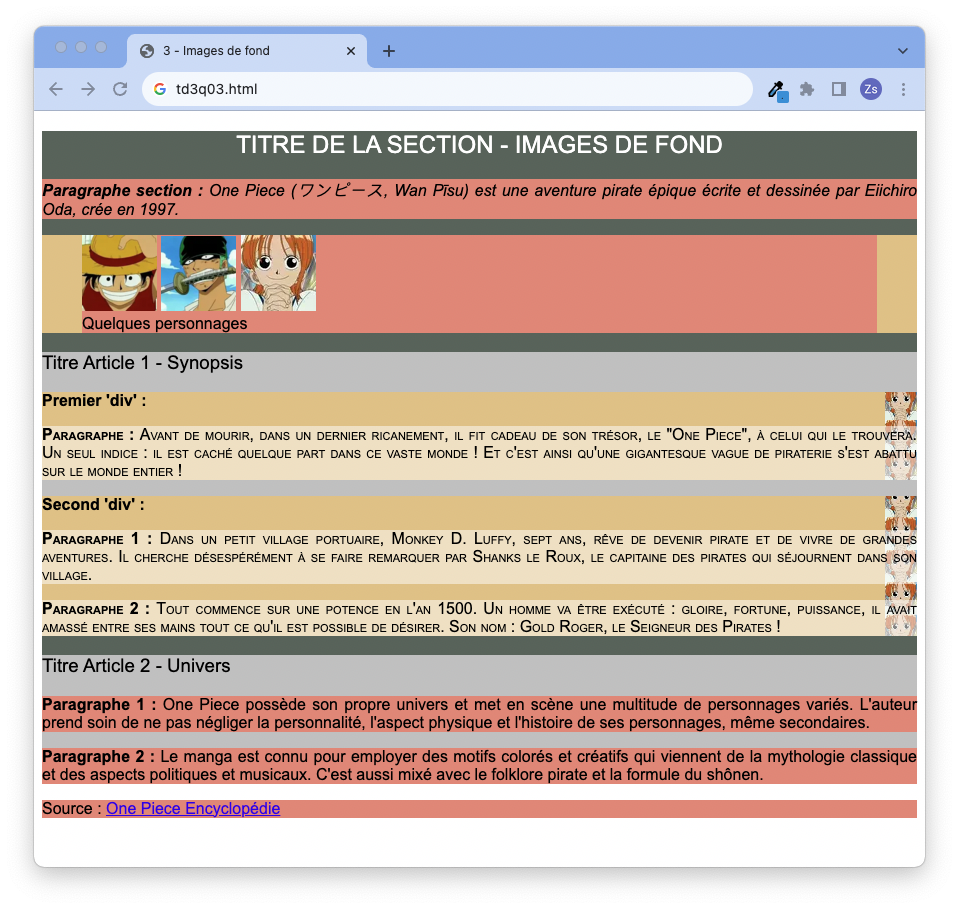 3 - Images de fond
td3q03.html
Zs
TITRE DE LA SECTION - IMAGES DE FOND
Paragraphe section : One Piece (ワンピース, Wan Pīsu) est une aventure pirate épique écrite et dessinée par Eiichiro
Oda, crée en 1997.
Quelques personnages
Titre Article 1 - Synopsis
Premier 'div' :
Paragraphe : Avant de mourir, dans un dernier ricanement, il fit cadeau de son trésor, le "One Piece", à celui qui le trouvera.
Un seul indice : il est caché quelque part dans ce vaste monde ! Et c'est ainsi qu'une gigantesque vague de piraterie s'est abattu
sur le monde entier !
Second 'div' :
Paragraphe 1 : Dans un petit village portuaire, Monkey D. Luffy, sept ans, rêve de devenir pirate et de vivre de grandes
aventures. Il cherche désespérément à se faire remarquer par Shanks le Roux, le capitaine des pirates qui séjournent dans son
village.
Paragraphe 2 : Tout commence sur une potence en l'an 1500. Un homme va être exécuté : gloire, fortune, puissance, il avait
amassé entre ses mains tout ce qu'il est possible de désirer. Son nom : Gold Roger, le Seigneur des Pirates !
Titre Article 2 - Univers
Paragraphe 1 : One Piece possède son propre univers et met en scène une multitude de personnages variés. L'auteur
prend soin de ne pas négliger la personnalité, l'aspect physique et l'histoire de ses personnages, même secondaires.
Paragraphe 2 : Le manga est connu pour employer des motifs colorés et créatifs qui viennent de la mythologie classique
et des aspects politiques et musicaux. C'est aussi mixé avec le folklore pirate et la formule du shônen.
Source : One Piece Encyclopédie